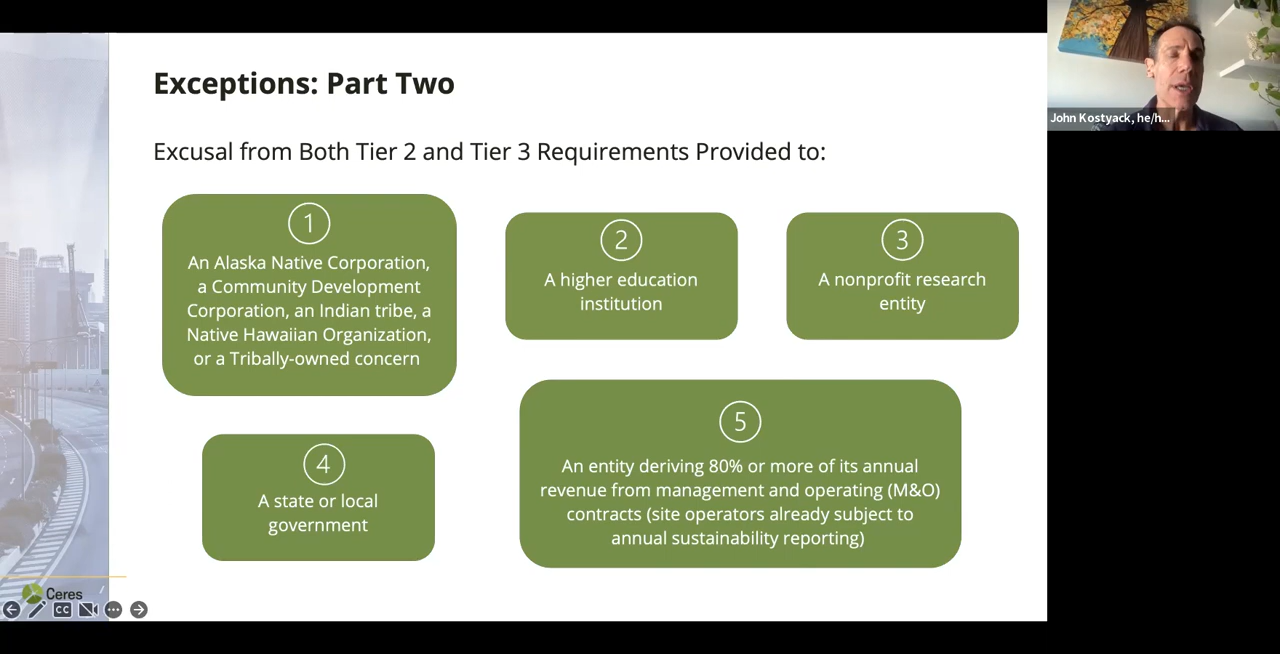 Exceptions: Part Two
Excusal from Both Tier 2 and Tier 3 Requirements Provided to:
1
An Alaska Native Corporation,
a Community Development
Corporation, an Indian tribe, a
Native Hawaiian Organization,
or a Tribally-owned concern
2
A higher education
institution
3
A nonprofit research
entity
4
A state or local
government
5
An entity deriving 80% or more of its annual
revenue from management and operating (M&O)
contracts (site operators already subject to
annual sustainability reporting)
Ceres
CC
John Kostyack, he/h...